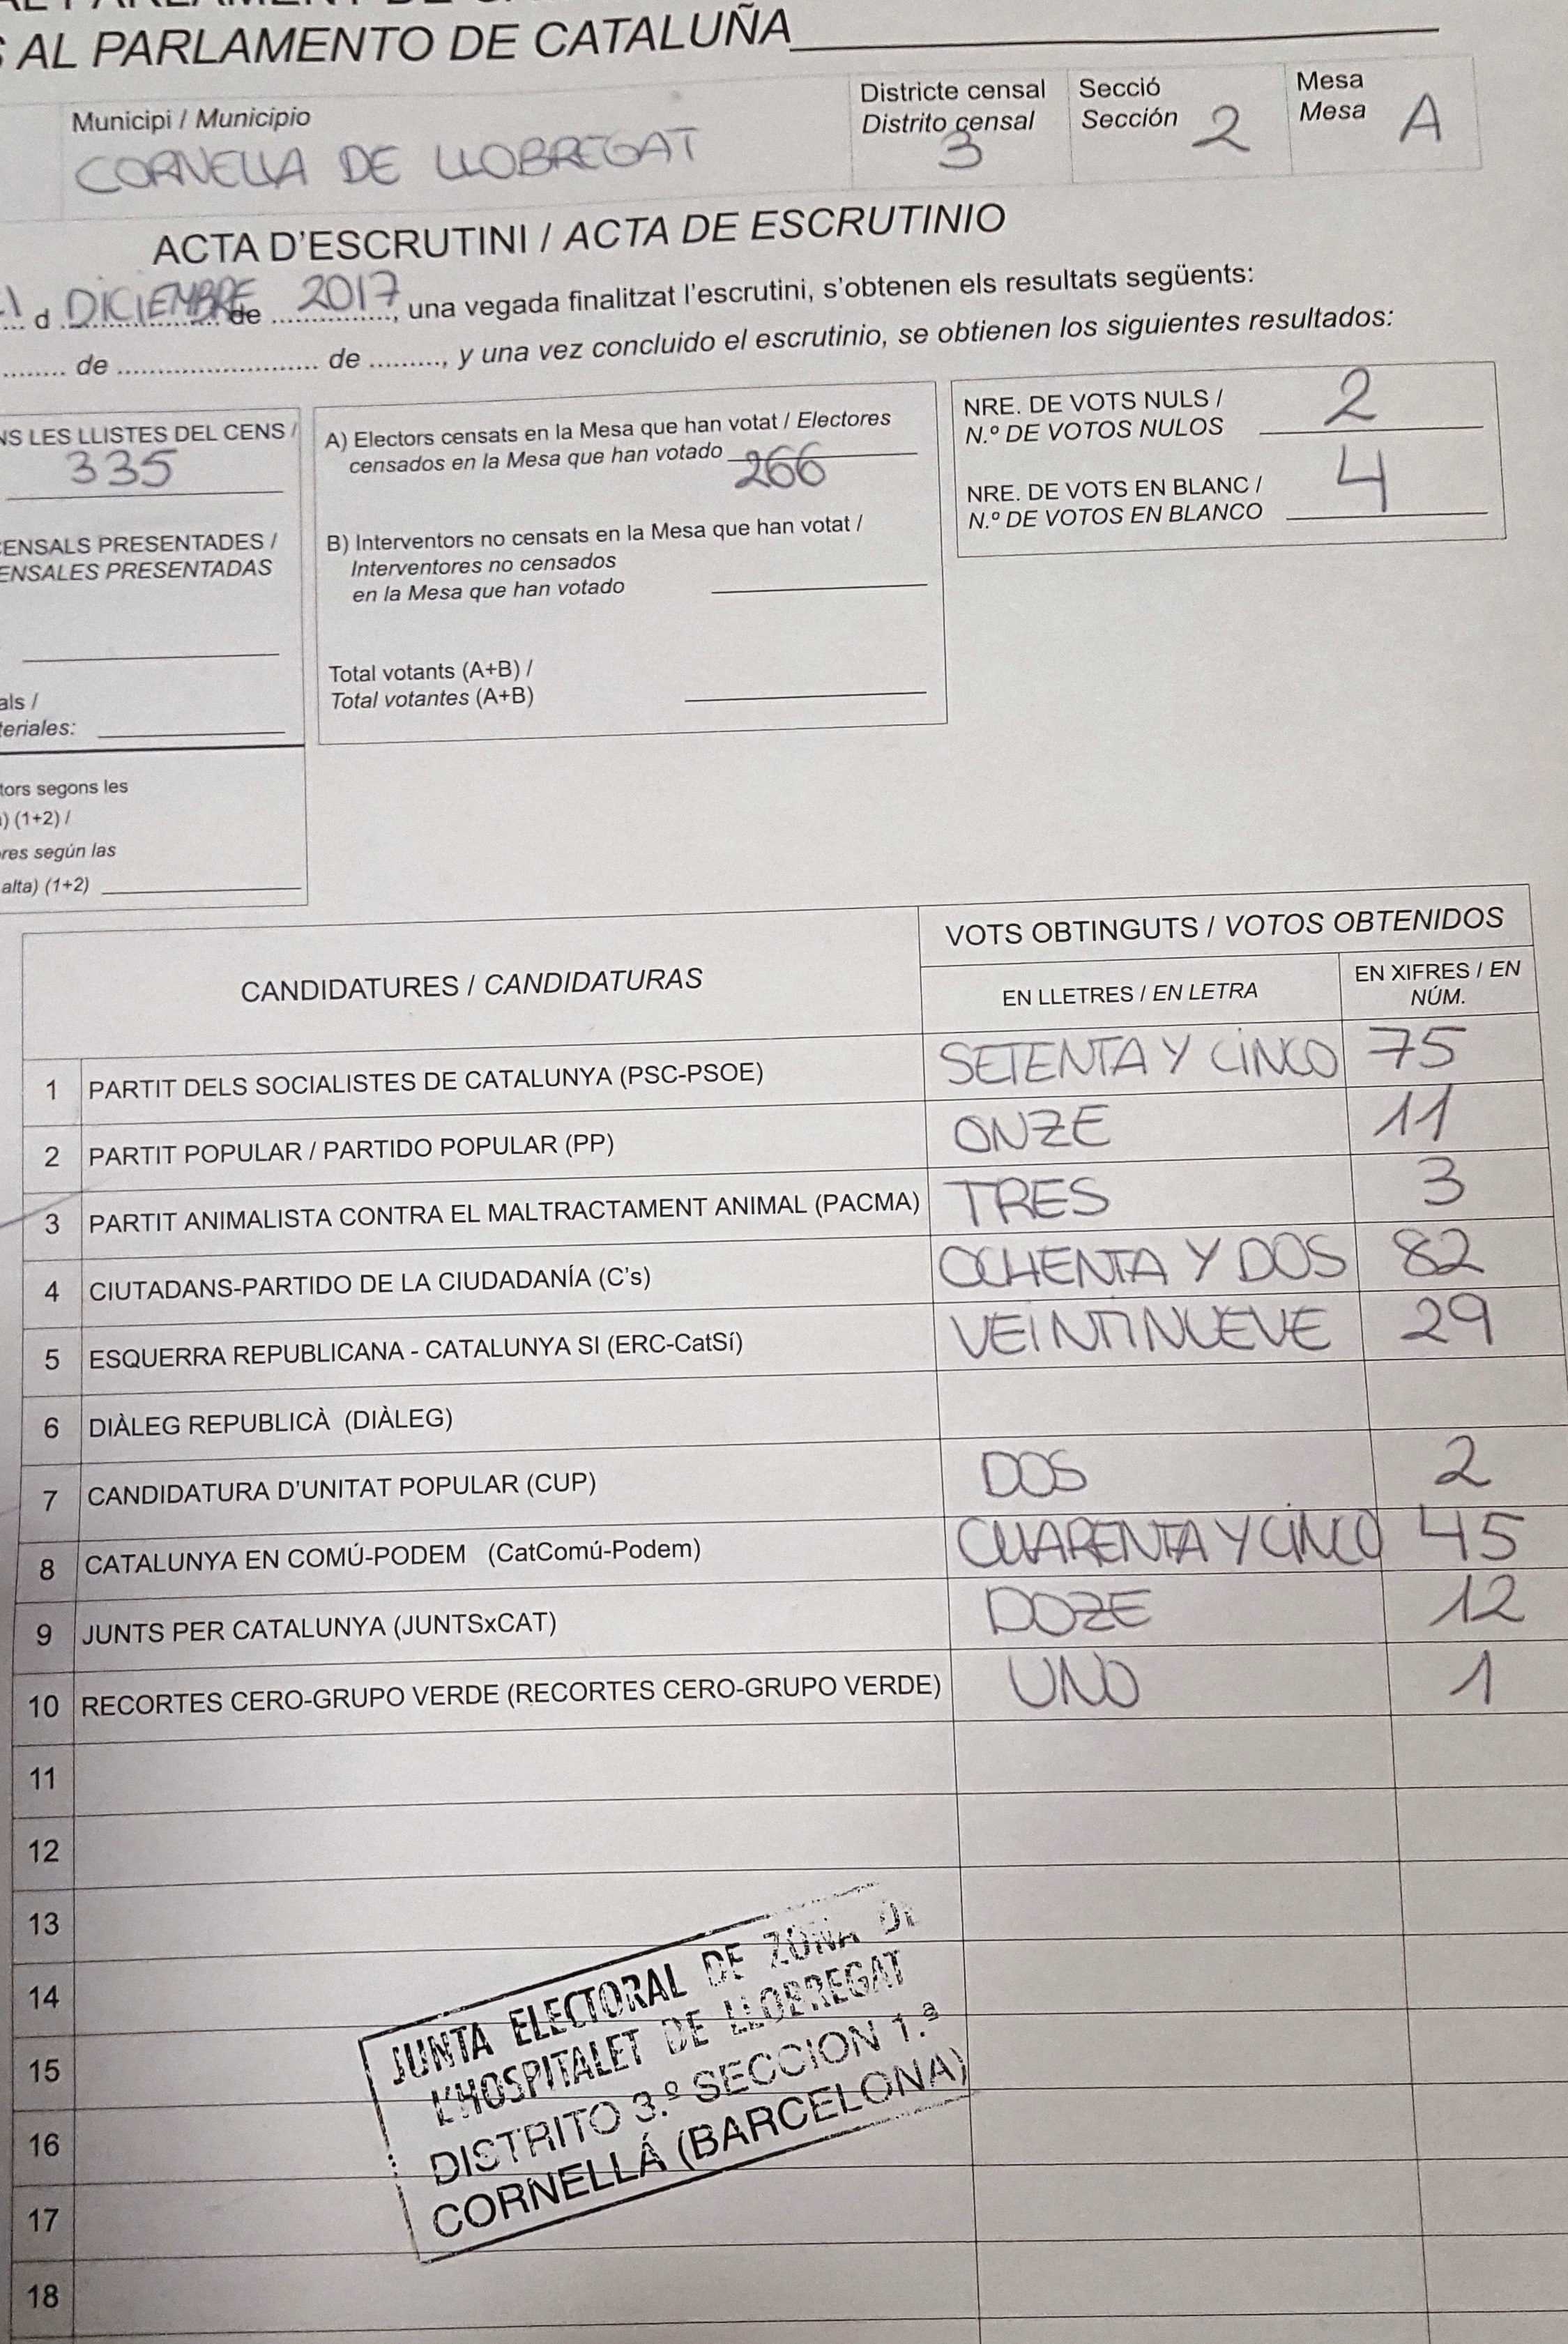 S AL PARLAMENTO DE CATALUÑA
Municipi / Municipio
CORNELLA DE LLOBREGAT
Districte censal
Distrito censal
3
Secció
Sección 2
Mesa
Mesa A
ACTA D'ESCRUTINI / ACTA DE ESCRUTINIO
d DICIEMBRE de 2017, una vegada finalitzat l'escrutini, s'obtenen els resultats següents:
de de, y una vez concluido el escrutinio, se obtienen los siguientes resultados:
NS LES LLISTES DEL CENS /
335
ENSALS PRESENTADES /
ENSALES PRESENTADAS
als /
teriales:
tors segons les
) (1+2) /
res según las
alta) (1+2)
A) Electors censats en la Mesa que han votat / Electores
censados en la Mesa que han votado 266
B) Interventors no censats en la Mesa que han votat /
Interventores no censados
en la Mesa que han votado
Total votants (A+B) /
Total votantes (A+B)
NRE. DE VOTS NULS /
N.º DE VOTOS NULOS 2
NRE. DE VOTS EN BLANC /
N.º DE VOTOS EN BLANCO 4
CANDIDATURES / CANDIDATURAS
VOTS OBTINGUTS / VOTOS OBTENIDOS
EN LLETRES / EN LETRA
EN XIFRES / EN
NÚM.
1 PARTIT DELS SOCIALISTES DE CATALUNYA (PSC-PSOE) SETENTA Y CINCO 75
2 PARTIT POPULAR / PARTIDO POPULAR (PP) ONZE 11
3 PARTIT ANIMALISTA CONTRA EL MALTRACTAMENT ANIMAL (PACMA) TRES 3
4 CIUTADANS-PARTIDO DE LA CIUDADANÍA (C's) OCHENTA Y DOS 82
5 ESQUERRA REPUBLICANA - CATALUNYA SI (ERC-CatSí) VEINTINUEVE 29
6 DIÀLEG REPUBLICÀ (DIÀLEG)
7 CANDIDATURA D'UNITAT POPULAR (CUP) DOS 2
8 CATALUNYA EN COMÚ-PODEM (CatComú-Podem) CUARENTA Y CINCO 45
9 JUNTS PER CATALUNYA (JUNTSxCAT) DOZE 12
10 RECORTES CERO-GRUPO VERDE (RECORTES CERO-GRUPO VERDE) UNO 1
11
12
13
14
15
16
17
18
JUNTA ELECTORAL DE ZONA DE
L'HOSPITALET DE LLOBREGAT
DISTRITO 3.º SECCION 1.ª
CORNELLÁ (BARCELONA)